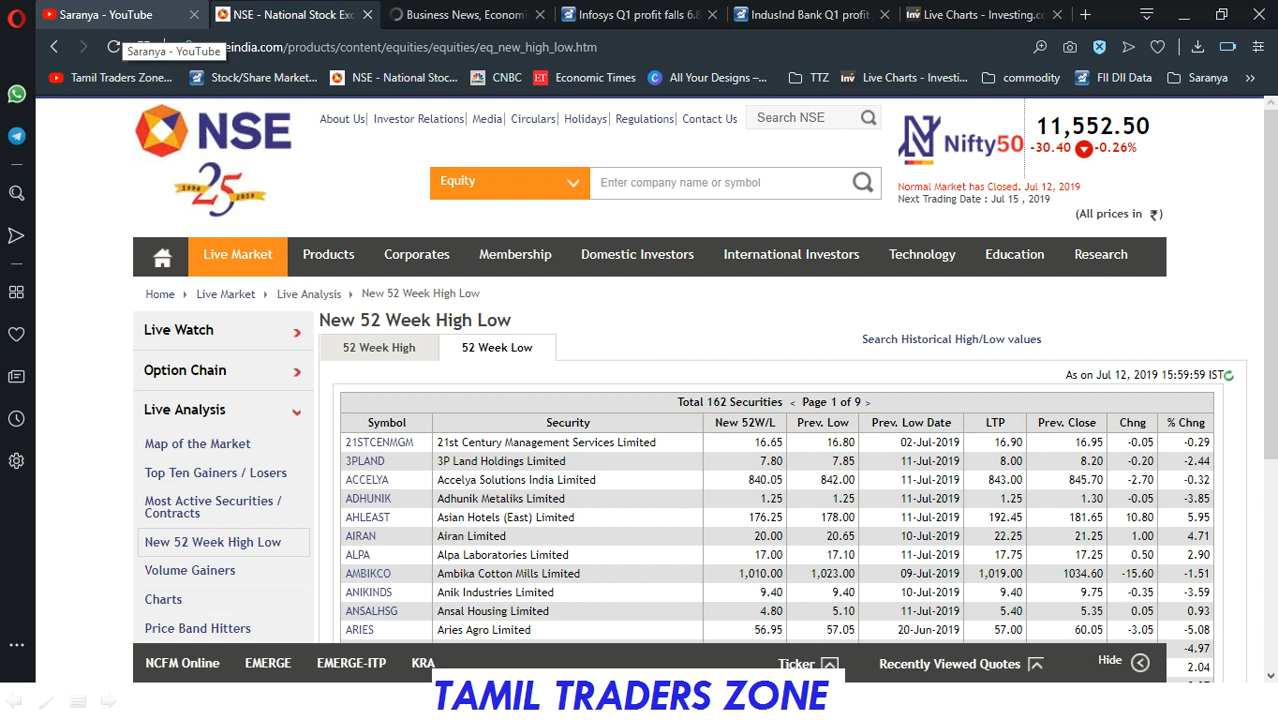 Saranya - YouTube
NSE - National Stock Exc
Business News, Economi
Infosys Q1 profit falls 6.8
IndusInd Bank Q1 profit
Live Charts - Investing.co
Saranya - YouTube
eindia.com/products/content/equities/equities/eq_new_high_low.htm
Tamil Traders Zone...
Stock/Share Market...
NSE - National Stoc...
CNBC
Economic Times
All Your Designs –...
TTZ
Live Charts - Investi...
commodity
FII DII Data
Saranya
NSE
1994 25 2019
About Us| Investor Relations| Media| Circulars| Holidays| Regulations| Contact Us
Search NSE
Equity
Enter company name or symbol
Nifty50
11,552.50
-30.40 -0.26%
Normal Market has Closed. Jul 12, 2019
Next Trading Date : Jul 15 , 2019
(All prices in ₹)
Live Market Products Corporates Membership Domestic Investors International Investors Technology Education Research
Home Live Market Live Analysis New 52 Week High Low
Live Watch
Option Chain
Live Analysis
Map of the Market
Top Ten Gainers / Losers
Most Active Securities /
Contracts
New 52 Week High Low
Volume Gainers
Charts
Price Band Hitters
New 52 Week High Low
52 Week High 52 Week Low
Search Historical High/Low values
As on Jul 12, 2019 15:59:59 IST
Total 162 Securities < Page 1 of 9 >
Symbol Security New 52W/L Prev. Low Prev. Low Date LTP Prev. Close Chng % Chng
21STCENMGM 21st Century Management Services Limited 16.65 16.80 02-Jul-2019 16.90 16.95 -0.05 -0.29
3PLAND 3P Land Holdings Limited 7.80 7.85 11-Jul-2019 8.00 8.20 -0.20 -2.44
ACCELYA Accelya Solutions India Limited 840.05 842.00 11-Jul-2019 843.00 845.70 -2.70 -0.32
ADHUNIK Adhunik Metaliks Limited 1.25 1.25 11-Jul-2019 1.25 1.30 -0.05 -3.85
AHLEAST Asian Hotels (East) Limited 176.25 178.00 11-Jul-2019 192.45 181.65 10.80 5.95
AIRAN Airan Limited 20.00 20.65 10-Jul-2019 22.25 21.25 1.00 4.71
ALPA Alpa Laboratories Limited 17.00 17.10 11-Jul-2019 17.75 17.25 0.50 2.90
AMBIKCO Ambika Cotton Mills Limited 1,010.00 1,023.00 09-Jul-2019 1,019.00 1034.60 -15.60 -1.51
ANIKINDS Anik Industries Limited 9.40 9.40 10-Jul-2019 9.40 9.75 -0.35 -3.59
ANSALHSG Ansal Housing Limited 4.80 5.10 11-Jul-2019 5.40 5.35 0.05 0.93
ARIES Aries Agro Limited 56.95 57.05 20-Jun-2019 57.00 60.05 -3.05 -5.08
-4.97
2.04
NCFM Online EMERGE EMERGE-ITP KRA
Ticker Recently Viewed Quotes Hide
TAMIL TRADERS ZONE